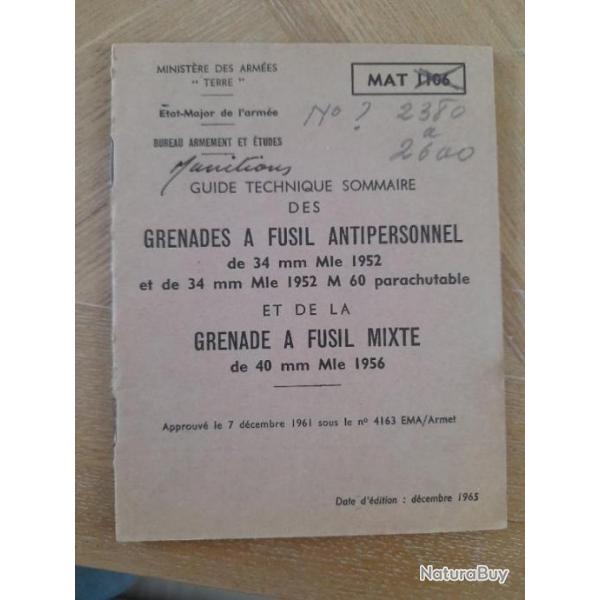 MINISTÈRE DES ARMÉES
" TERRE "
État-Major de l'armée
BUREAU ARMEMENT ET ÉTUDES
MAT 1106
No ? 2380
a
2600
Munitions
GUIDE TECHNIQUE SOMMAIRE
DES
GRENADES A FUSIL ANTIPERSONNEL
de 34 mm Mle 1952
et de 34 mm Mle 1952 M 60 parachutable
ET DE LA
GRENADE A FUSIL MIXTE
de 40 mm Mle 1956
Approuvé le 7 décembre 1961 sous le nº 4163 EMA/Armet
Date d'édition : décembre 1965
NaturaBuy